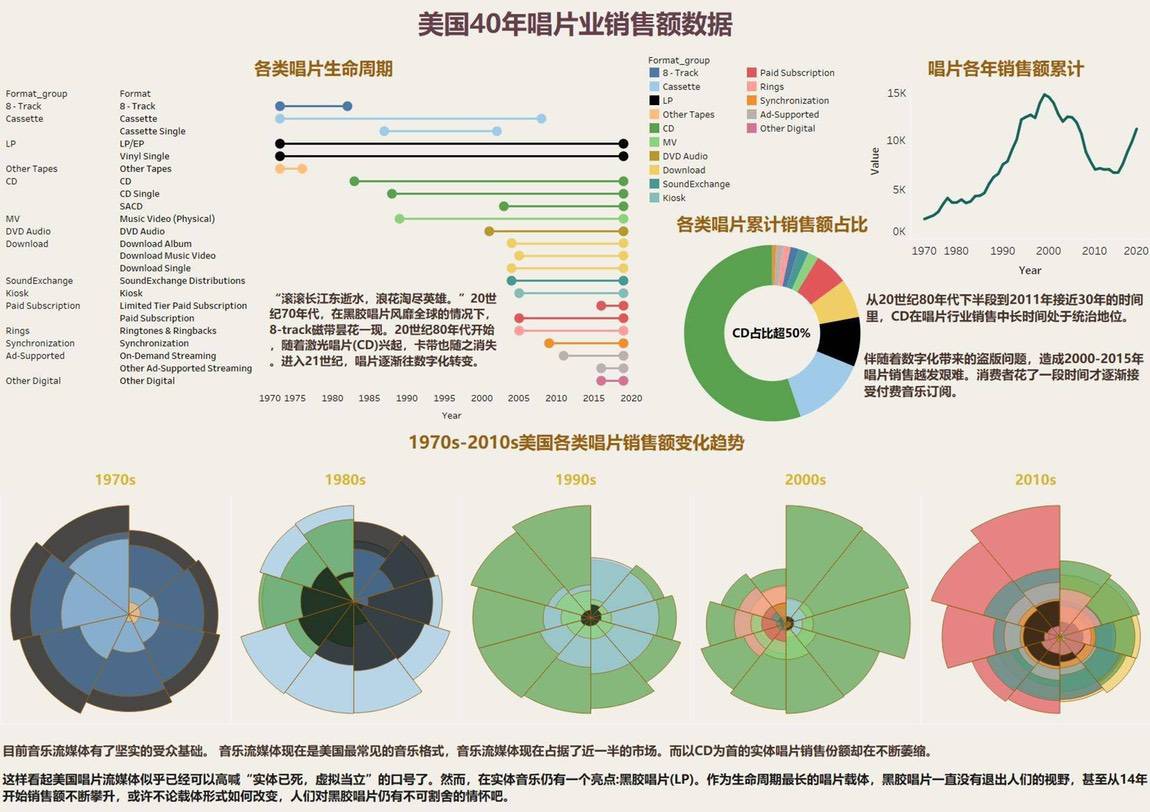 美国40年唱片业销售额数据
各类唱片生命周期
Format_group Format
8 - Track 8 - Track
Cassette Cassette
Cassette Single
LP LP/EP
Vinyl Single
Other Tapes Other Tapes
CD CD
CD Single
SACD
MV Music Video (Physical)
DVD Audio DVD Audio
Download Download Album
Download Music Video
Download Single
SoundExchange SoundExchange Distributions
Kiosk Kiosk
Paid Subscription Limited Tier Paid Subscription
Paid Subscription
Rings Ringtones & Ringbacks
Synchronization Synchronization
Ad-Supported On-Demand Streaming
Other Ad-Supported Streaming
Other Digital Other Digital
“滚滚长江东逝水，浪花淘尽英雄。”20世
纪70年代，在黑胶唱片风靡全球的情况下，
8-track磁带昙花一现。20世纪80年代开始
，随着激光唱片(CD)兴起，卡带也随之消失
。进入21世纪，唱片逐渐往数字化转变。
1970 1975 1980 1985 1990 1995 2000 2005 2010 2015 2020
Year
Format_group
8 - Track
Cassette
LP
Other Tapes
CD
MV
DVD Audio
Download
SoundExchange
Kiosk
Paid Subscription
Rings
Synchronization
Ad-Supported
Other Digital
唱片各年销售额累计
15K
10K
5K
0K
Value
1970 1980 1990 2000 2010 2020
Year
各类唱片累计销售额占比
CD占比超50%
从20世纪80年代下半段到2011年接近30年的时间
里，CD在唱片行业销售中长时间处于统治地位。
伴随着数字化带来的盗版问题，造成2000-2015年
唱片销售越发艰难。消费者花了一段时间才逐渐接
受付费音乐订阅。
1970s-2010s美国各类唱片销售额变化趋势
1970s 1980s 1990s 2000s 2010s
目前音乐流媒体有了坚实的受众基础。 音乐流媒体现在是美国最常见的音乐格式，音乐流媒体现在占据了近一半的市场。而以CD为首的实体唱片销售份额却在不断萎缩。
这样看起美国唱片流媒体似乎已经可以高喊“实体已死，虚拟当立”的口号了。然而，在实体音乐仍有一个亮点:黑胶唱片(LP)。作为生命周期最长的唱片载体，黑胶唱片一直没有退出人们的视野，甚至从14年
开始销售额不断攀升，或许不论载体形式如何改变，人们对黑胶唱片仍有不可割舍的情怀吧。